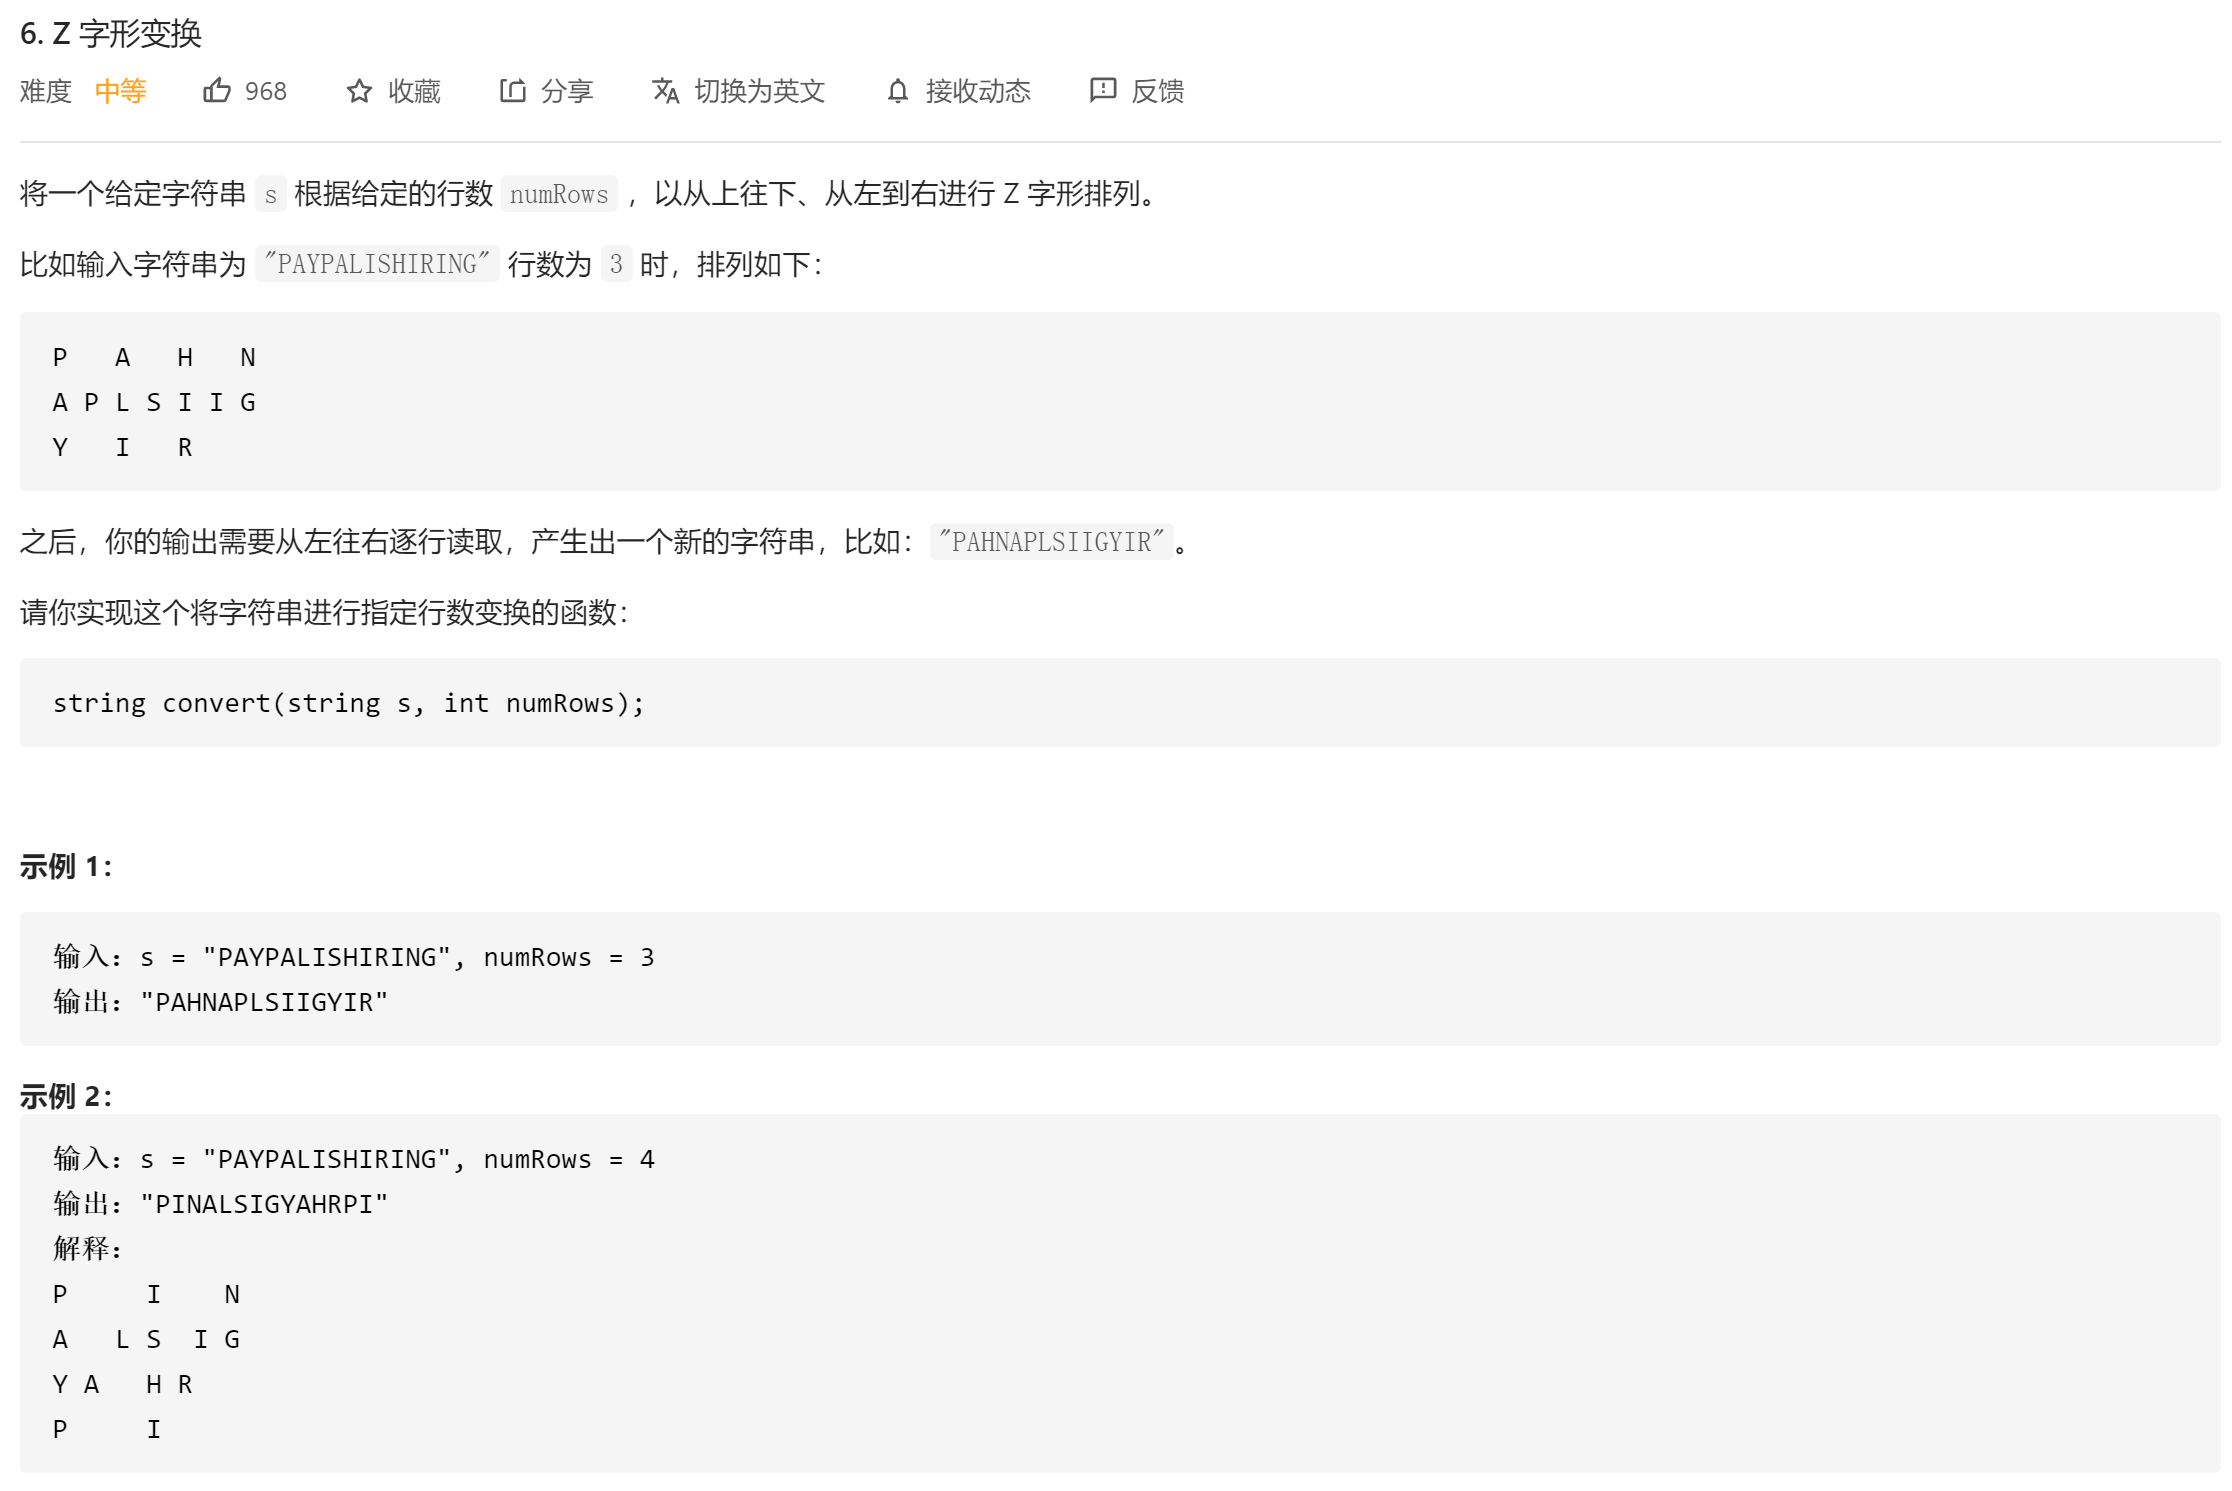 6. Z 字形变换
难度 中等 968 收藏 分享 切换为英文 接收动态 反馈
将一个给定字符串 s 根据给定的行数 numRows ，以从上往下、从左到右进行 Z 字形排列。
比如输入字符串为 "PAYPALISHIRING" 行数为 3 时，排列如下：
P   A   H   N
A P L S I I G
Y   I   R
之后，你的输出需要从左往右逐行读取，产生出一个新的字符串，比如："PAHNAPLSIIGYIR"。
请你实现这个将字符串进行指定行数变换的函数：
string convert(string s, int numRows);
示例 1：
输入：s = "PAYPALISHIRING", numRows = 3
输出："PAHNAPLSIIGYIR"
示例 2：
输入：s = "PAYPALISHIRING", numRows = 4
输出："PINALSIGYAHRPI"
解释：
P     I    N
A   L S  I G
Y A   H R
P     I